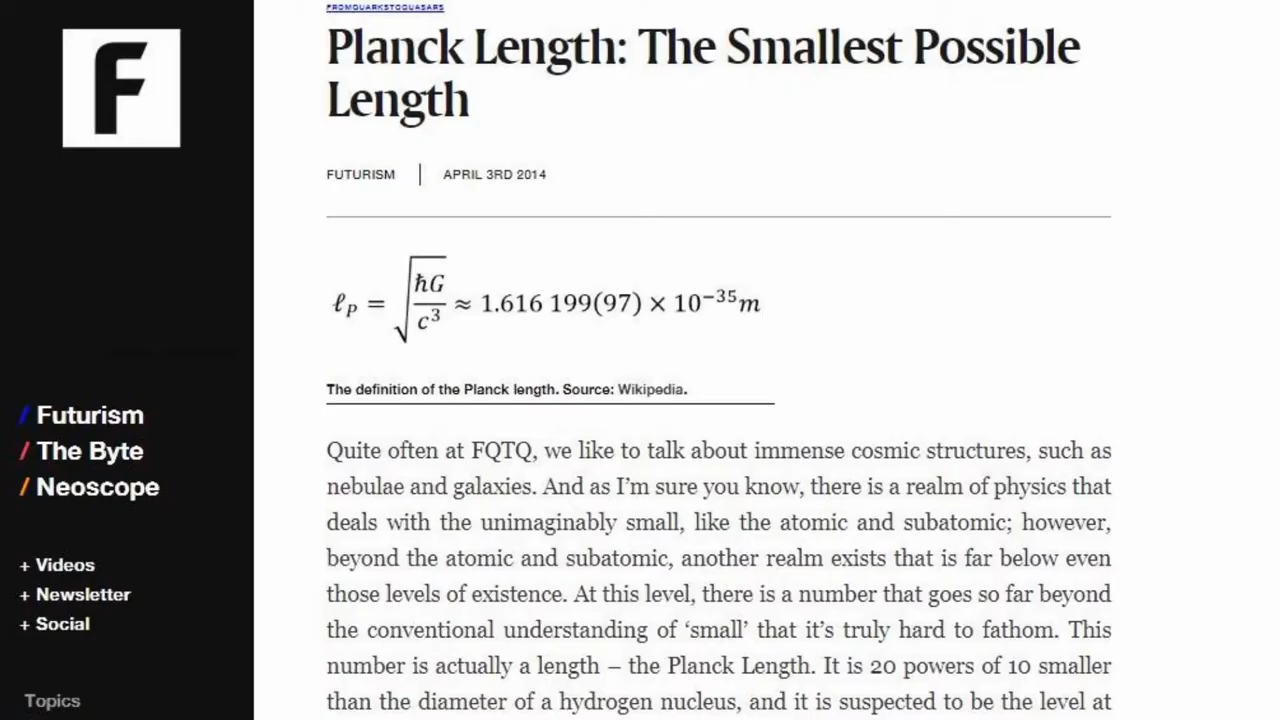 FROMQUARKSTOQUASARS
Planck Length: The Smallest Possible
Length
FUTURISM | APRIL 3RD 2014
ℓP = √ħG/c³ ≈ 1.616 199(97) × 10⁻³⁵m
The definition of the Planck length. Source: Wikipedia.
Quite often at FQTQ, we like to talk about immense cosmic structures, such as
nebulae and galaxies. And as I'm sure you know, there is a realm of physics that
deals with the unimaginably small, like the atomic and subatomic; however,
beyond the atomic and subatomic, another realm exists that is far below even
those levels of existence. At this level, there is a number that goes so far beyond
the conventional understanding of 'small' that it's truly hard to fathom. This
number is actually a length – the Planck Length. It is 20 powers of 10 smaller
than the diameter of a hydrogen nucleus, and it is suspected to be the level at
F
/ Futurism
/ The Byte
/ Neoscope
+ Videos
+ Newsletter
+ Social
Topics